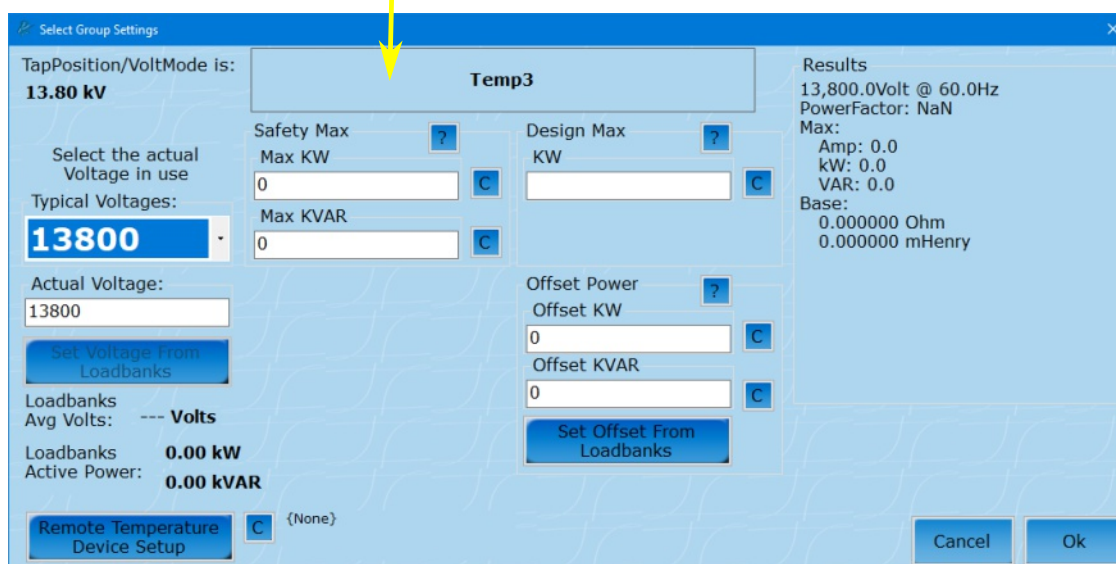 Select Group Settings
TapPosition/VoltMode is:
13.80 kV
Temp3
Select the actual
Voltage in use
Typical Voltages:
13800
Actual Voltage:
13800
Set Voltage From
Loadbanks
Loadbanks
Avg Volts: --- Volts
Loadbanks 0.00 kW
Active Power: 0.00 kVAR
Remote Temperature
Device Setup
C
{None}
Safety Max ?
Max KW
0 C
Max KVAR
0 C
Design Max ?
KW
C
Offset Power ?
Offset KW
0 C
Offset KVAR
0 C
Set Offset From
Loadbanks
Results
13,800.0Volt @ 60.0Hz
PowerFactor: NaN
Max:
Amp: 0.0
kW: 0.0
VAR: 0.0
Base:
0.000000 Ohm
0.000000 mHenry
Cancel
Ok